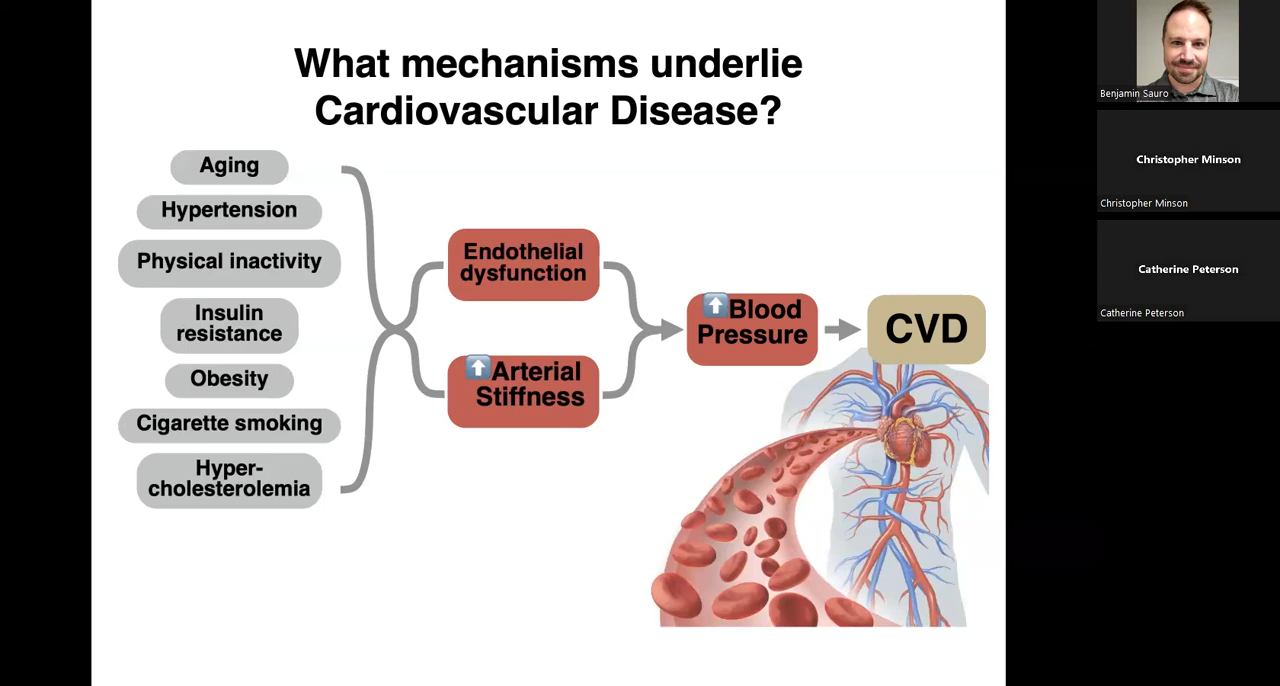 What mechanisms underlie
Cardiovascular Disease?
Aging
Hypertension
Physical inactivity
Insulin
resistance
Obesity
Cigarette smoking
Hyper-
cholesterolemia
Endothelial
dysfunction
⬆️Arterial
Stiffness
⬆️Blood
Pressure
CVD
Benjamin Sauro
Christopher Minson
Christopher Minson
Catherine Peterson
Catherine Peterson